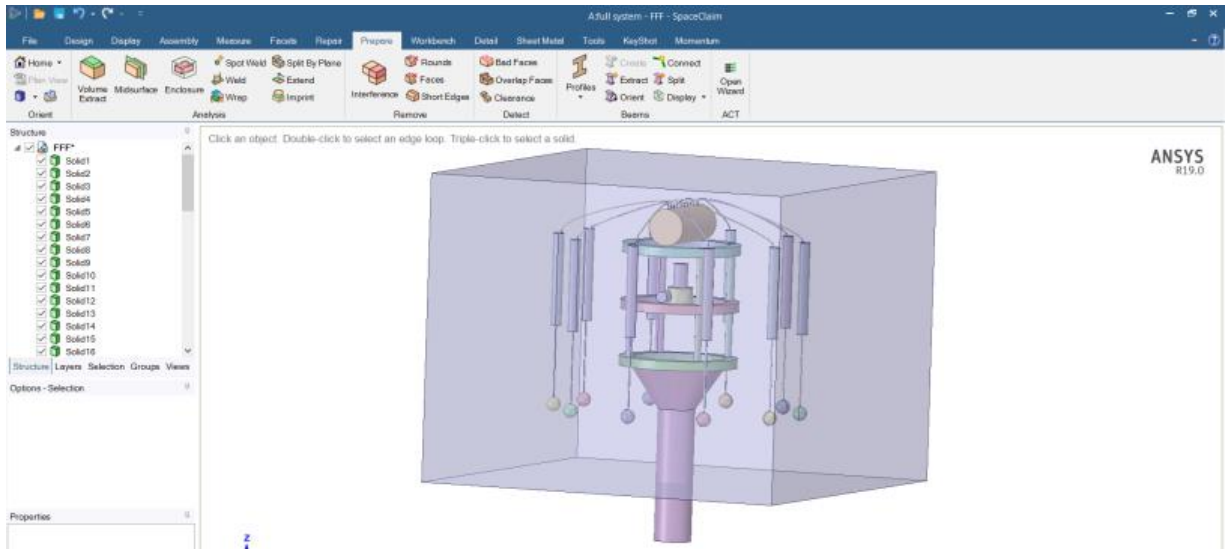 A:full system - FFF - SpaceClaim
File Design Display Assembly Measure Facets Repair Prepare Workbench Detail Sheet Metal Tools KeyShot Momentum
Home
Plan View
Orient
Volume Extract
Midsurface
Enclosure
Spot Weld
Split By Plane
Weld
Extend
Wrap
Imprint
Analysis
Interference
Rounds
Faces
Short Edges
Remove
Bad Faces
Overlap Faces
Clearance
Detect
Profiles
Create
Connect
Extract
Split
Orient
Display
Beams
Open Wizard
ACT
Structure
FFF*
Solid1
Solid2
Solid3
Solid4
Solid5
Solid6
Solid7
Solid8
Solid9
Solid10
Solid11
Solid12
Solid13
Solid14
Solid15
Solid16
Structure Layers Selection Groups Views
Options - Selection
Properties
Click an object. Double-click to select an edge loop. Triple-click to select a solid.
ANSYS
R19.0
Z